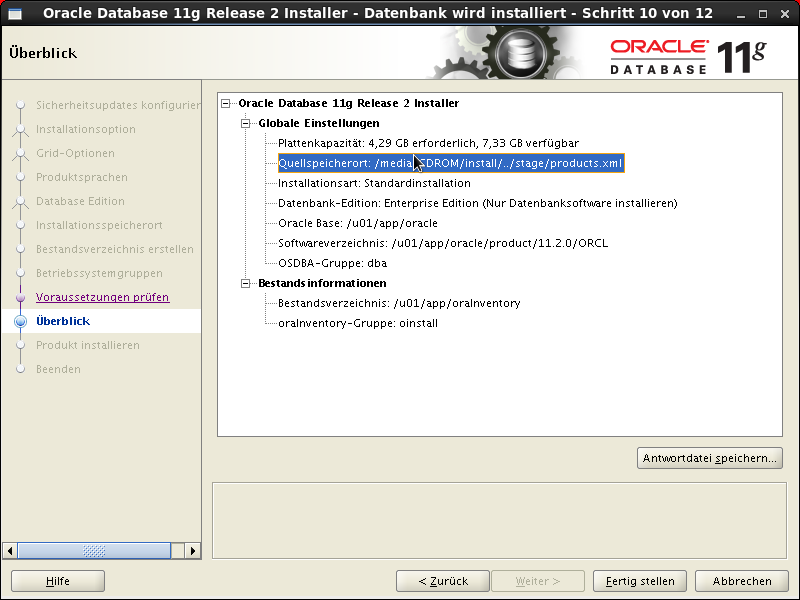 Oracle Database 11g Release 2 Installer - Datenbank wird installiert - Schritt 10 von 12
Überblick
ORACLE
DATABASE 11g
Sicherheitsupdates konfigurier
Installationsoption
Grid-Optionen
Produktsprachen
Database Edition
Installationsspeicherort
Bestandsverzeichnis erstellen
Betriebssystemgruppen
Voraussetzungen prüfen
Überblick
Produkt installieren
Beenden
Oracle Database 11g Release 2 Installer
Globale Einstellungen
Plattenkapazität: 4,29 GB erforderlich, 7,33 GB verfügbar
Quellspeicherort: /media/CDROM/install/../stage/products.xml
Installationsart: Standardinstallation
Datenbank-Edition: Enterprise Edition (Nur Datenbanksoftware installieren)
Oracle Base: /u01/app/oracle
Softwareverzeichnis: /u01/app/oracle/product/11.2.0/ORCL
OSDBA-Gruppe: dba
Bestandsinformationen
Bestandsverzeichnis: /u01/app/oraInventory
oraInventory-Gruppe: oinstall
Antwortdatei speichern...
Hilfe
< Zurück
Weiter >
Fertig stellen
Abbrechen